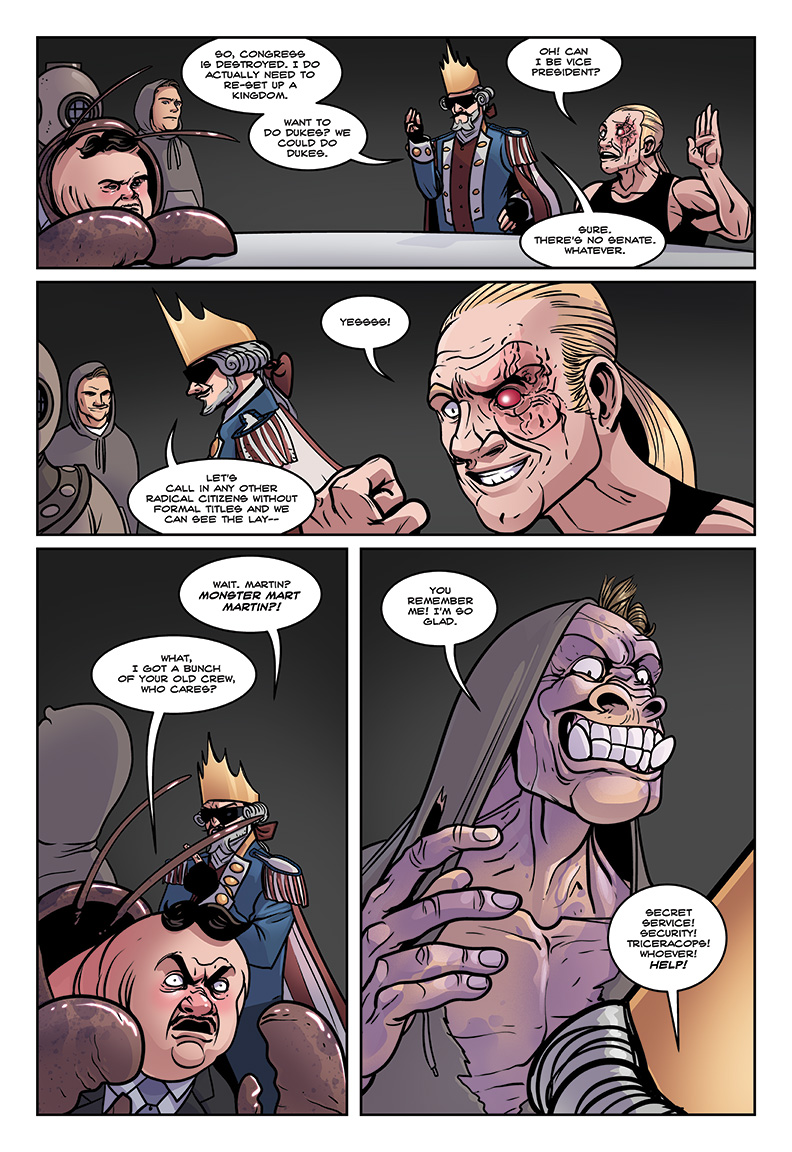 SO, CONGRESS
IS DESTROYED. I DO
ACTUALLY NEED TO
RE-SET UP A
KINGDOM.
WANT TO
DO DUKES? WE
COULD DO
DUKES.
OH! CAN
I BE VICE
PRESIDENT?
SURE.
THERE'S NO SENATE.
WHATEVER.
YESSSS!
LET'S
CALL IN ANY OTHER
RADICAL CITIZENS WITHOUT
FORMAL TITLES AND WE
CAN SEE THE LAY--
WAIT. MARTIN?
MONSTER MART
MARTIN?!
WHAT,
I GOT A BUNCH
OF YOUR OLD CREW,
WHO CARES?
YOU
REMEMBER
ME! I'M SO
GLAD.
SECRET
SERVICE!
SECURITY!
TRICERACOPS!
WHOEVER!
HELP!